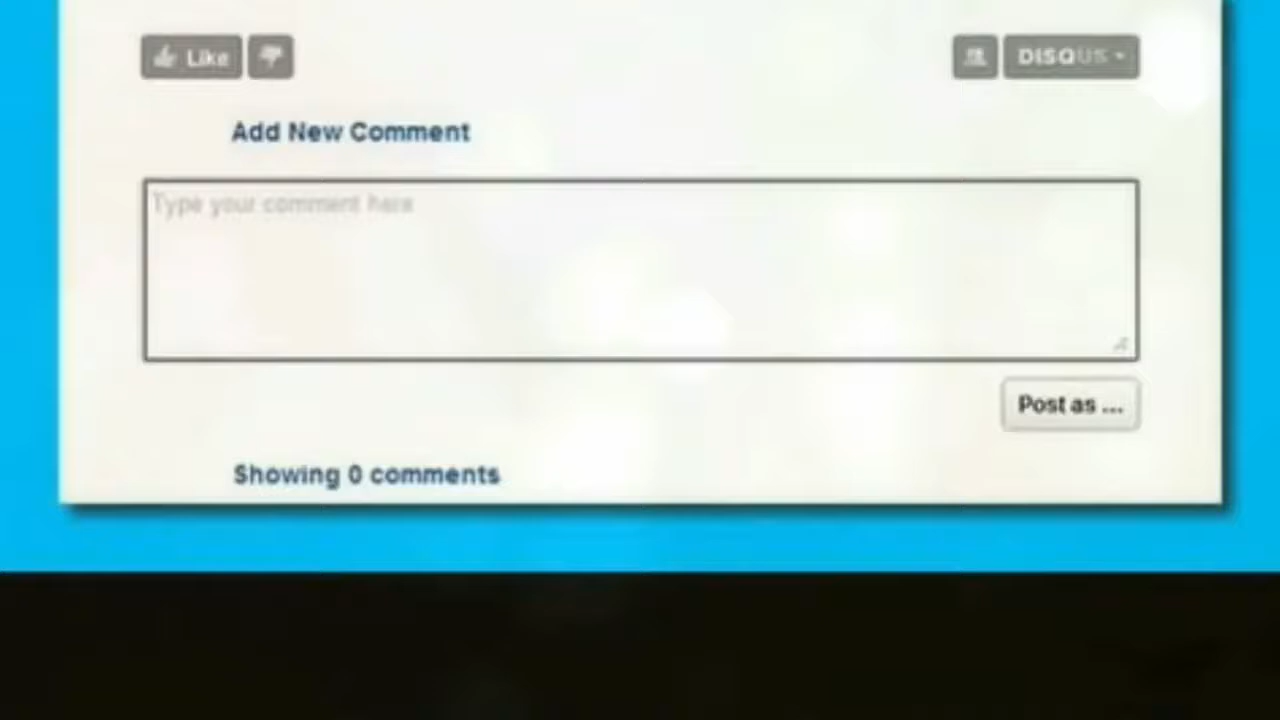 Like
DISQUS
Add New Comment
Type your comment here
Post as ...
Showing 0 comments